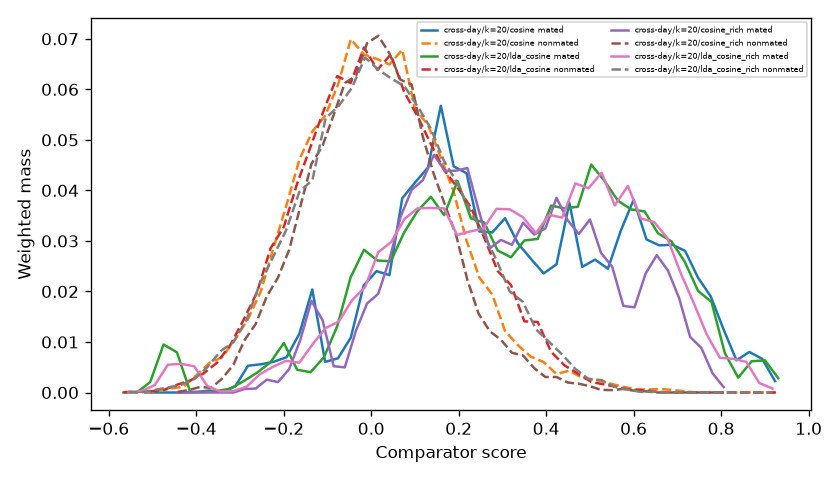 cross-day/k=20/cosine mated
cross-day/k=20/cosine nonmated
cross-day/k=20/lda_cosine mated
cross-day/k=20/lda_cosine nonmated
cross-day/k=20/cosine_rich mated
cross-day/k=20/cosine_rich nonmated
cross-day/k=20/lda_cosine_rich mated
cross-day/k=20/lda_cosine_rich nonmated
Weighted mass
0.07
0.06
0.05
0.04
0.03
0.02
0.01
0.00
−0.6 −0.4 −0.2 0.0 0.2 0.4 0.6 0.8 1.0
Comparator score